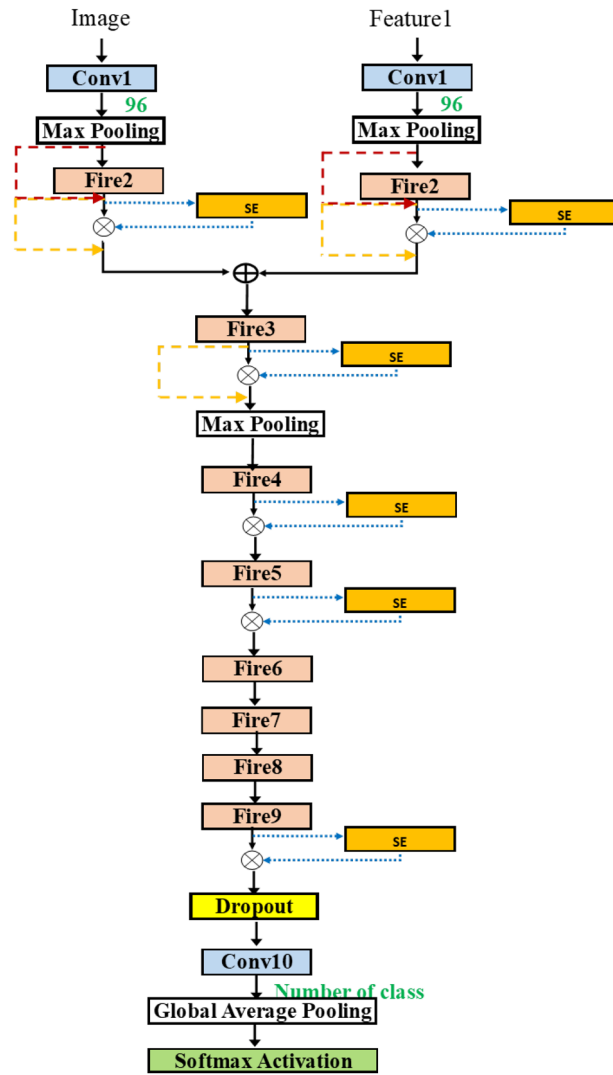 Image
Feature1
Conv1
Conv1
96
96
Max Pooling
Max Pooling
Fire2
Fire2
SE
SE
Fire3
SE
Max Pooling
Fire4
SE
Fire5
SE
Fire6
Fire7
Fire8
Fire9
SE
Dropout
Conv10
Number of class
Global Average Pooling
Softmax Activation